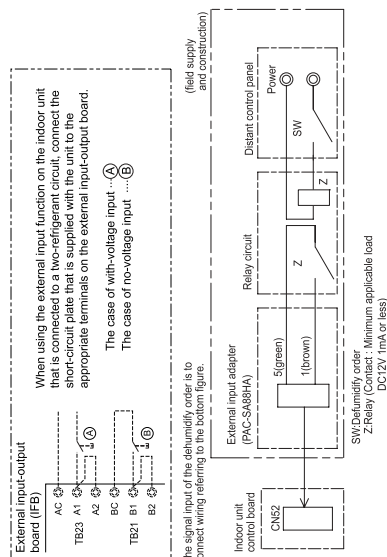 External input-output
board (IFB)
AC
TB23 A1
A2
BC
TB21 B1
B2
A
B
When using the external input function on the indoor unit
that is connected to a two-refrigerant circuit, connect the
short-circuit plate that is supplied with the unit to the
appropriate terminals on the external input-output board.
The case of with-voltage input ...A
The case of no-voltage input ...B
he signal input of the dehumidify order is to
onnect wiring referring to the bottom figure.
(field supply
and construction)
Indoor unit
control board
CN52
External input adapter
(PAC-SA88HA)
5(green)
1(brown)
Relay circuit
Z
Z
Distant control panel
Power
SW
SW:Defumidify order
Z:Relay (Contact : Minimum applicable load
DC12V 1mA or less)